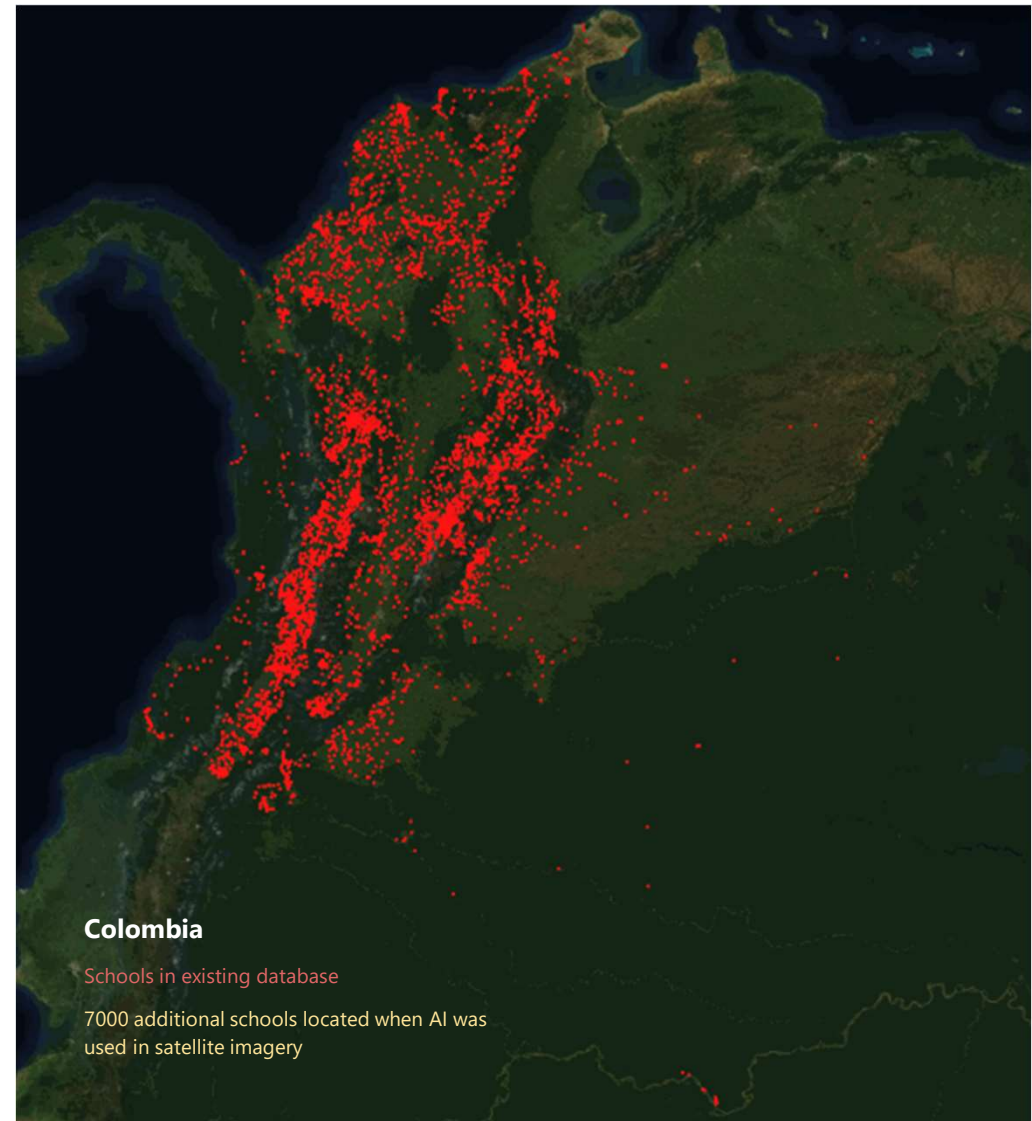 Colombia
Schools in existing database
7000 additional schools located when AI was
used in satellite imagery